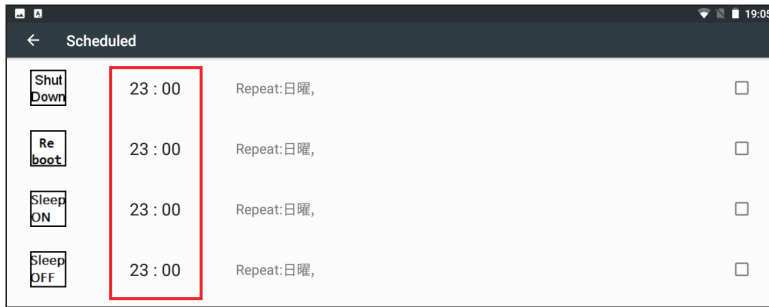 A
19:05
Scheduled
Shut
Down
23 : 00
Repeat:日曜,
Re
boot
23 : 00
Repeat:日曜,
Sleep
ON
23 : 00
Repeat:日曜,
Sleep
OFF
23 : 00
Repeat:日曜,